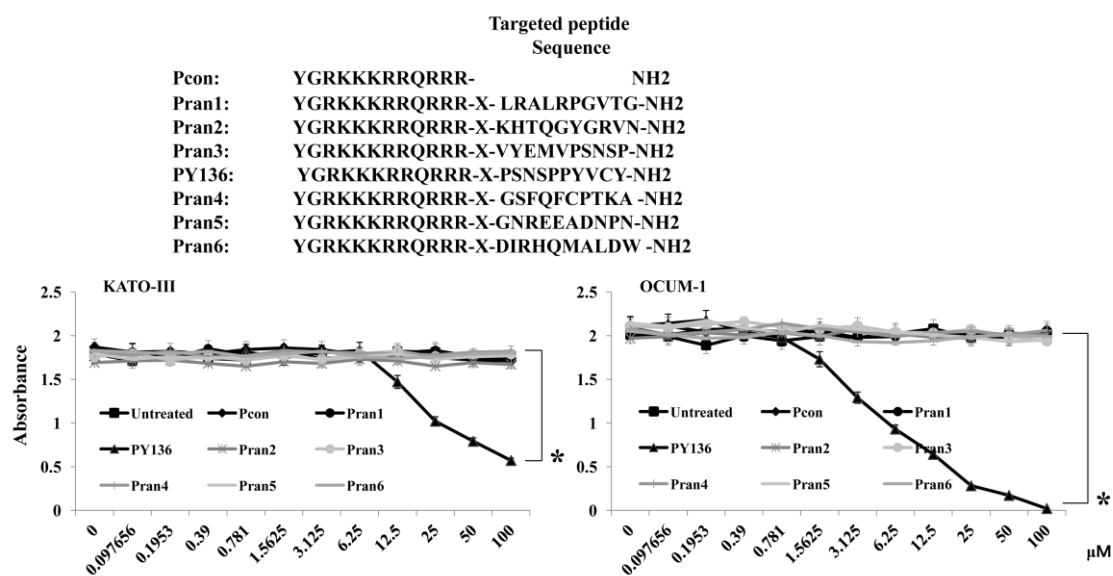 Targeted peptide
Sequence
Pcon: YGRKKKRRQRRR- NH2
Pran1: YGRKKKRRQRRR-X- LRALRPGVTG-NH2
Pran2: YGRKKKRRQRRR-X-KHTQGYGRVN-NH2
Pran3: YGRKKKRRQRRR-X-VYEMVPSNSP-NH2
PY136: YGRKKKRRQRRR-X-PSNSPPYVCY-NH2
Pran4: YGRKKKRRQRRR-X- GSFQFCPTKA -NH2
Pran5: YGRKKKRRQRRR-X-GNREEADNPN-NH2
Pran6: YGRKKKRRQRRR-X-DIRHQMALDW -NH2
KATO-III
Absorbance
2.5
2
1.5
1
0.5
0
Untreated Pcon Pran1
PY136 Pran2 Pran3
Pran4 Pran5 Pran6
*
0 0.097656 0.1953 0.39 0.781 1.5625 3.125 6.25 12.5 25 50 100
OCUM-1
2.5
2
1.5
1
0.5
0
Untreated Pcon Pran1
PY136 Pran2 Pran3
Pran4 Pran5 Pran6
*
0 0.097656 0.1953 0.39 0.781 1.5625 3.125 6.25 12.5 25 50 100
μM